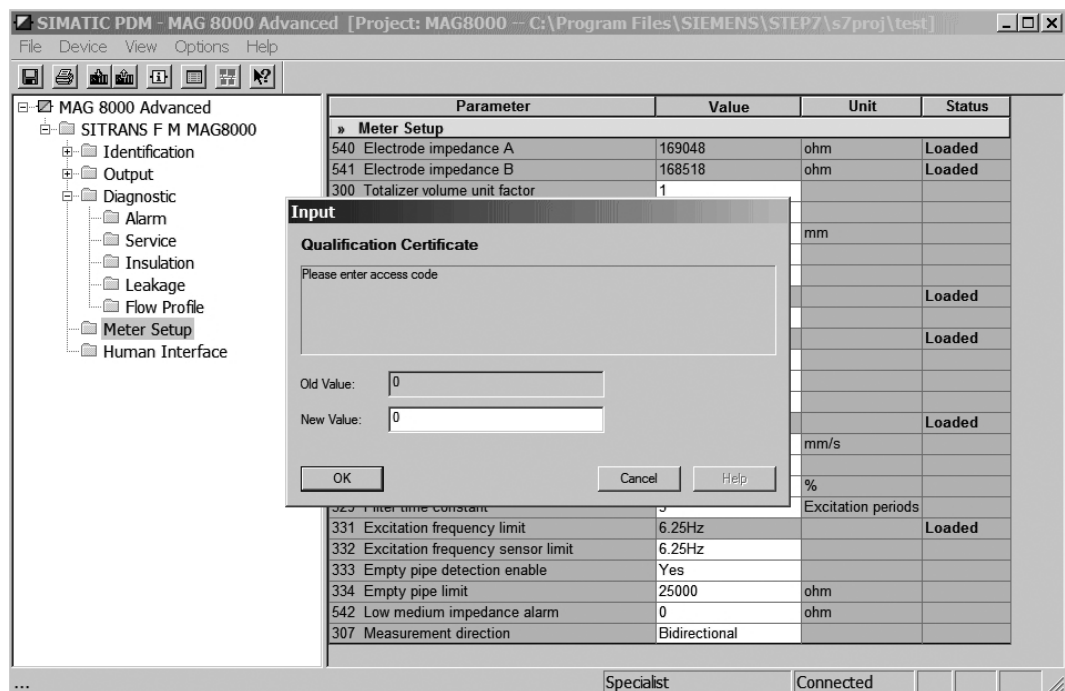 SIMATIC PDM - MAG 8000 Advanced [Project: MAG8000 -- C:\Program Files\SIEMENS\STEP7\s7proj\test]
File Device View Options Help
MAG 8000 Advanced
SITRANS F M MAG8000
Identification
Output
Diagnostic
Alarm
Service
Insulation
Leakage
Flow Profile
Meter Setup
Human Interface
Parameter Value Unit Status
» Meter Setup
540 Electrode impedance A 169048 ohm Loaded
541 Electrode impedance B 168518 ohm Loaded
300 Totalizer volume unit factor 1
mm
Loaded
Loaded
Loaded
mm/s
%
Input
Qualification Certificate
Please enter access code
Old Value: 0
New Value: 0
OK Cancel Help
325 Filter time constant Excitation periods
331 Excitation frequency limit 6.25Hz Loaded
332 Excitation frequency sensor limit 6.25Hz
333 Empty pipe detection enable Yes
334 Empty pipe limit 25000 ohm
542 Low medium impedance alarm 0 ohm
307 Measurement direction Bidirectional
... Specialist Connected